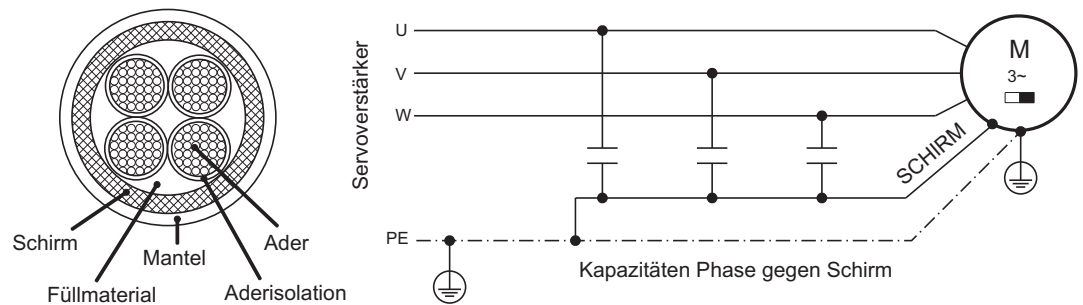 Schirm
Füllmaterial
Mantel
Aderisolation
Ader
Servoverstärker
U
V
W
PE
SCHIRM
M
3~
Kapazitäten Phase gegen Schirm